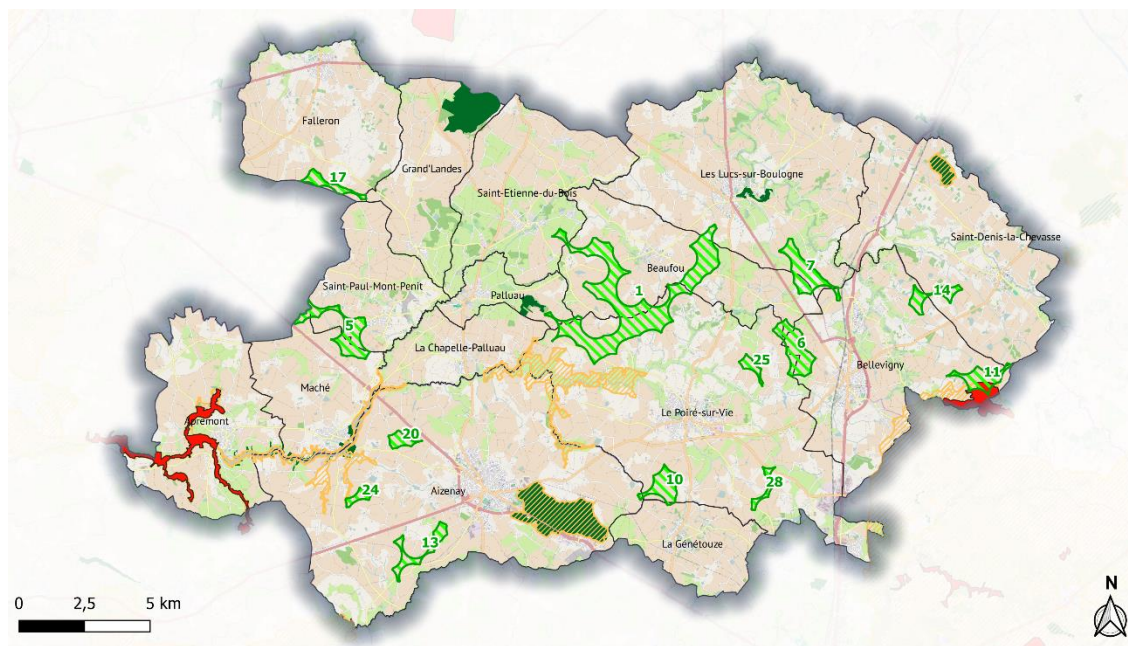 Falleron
17
Grand'Landes
Saint-Etienne-du-Bois
Les Lucs-sur-Boulogne
Saint-Denis-la-Chevasse
Beaufou
7
1
14
Saint-Paul-Mont-Penit
Palluau
5
La Chapelle-Palluau
6
25
Bellevigny
11
Maché
Le Poiré-sur-Vie
Apremont
20
24
Aizenay
10
28
13
La Génétouze
0 2,5 5 km
N